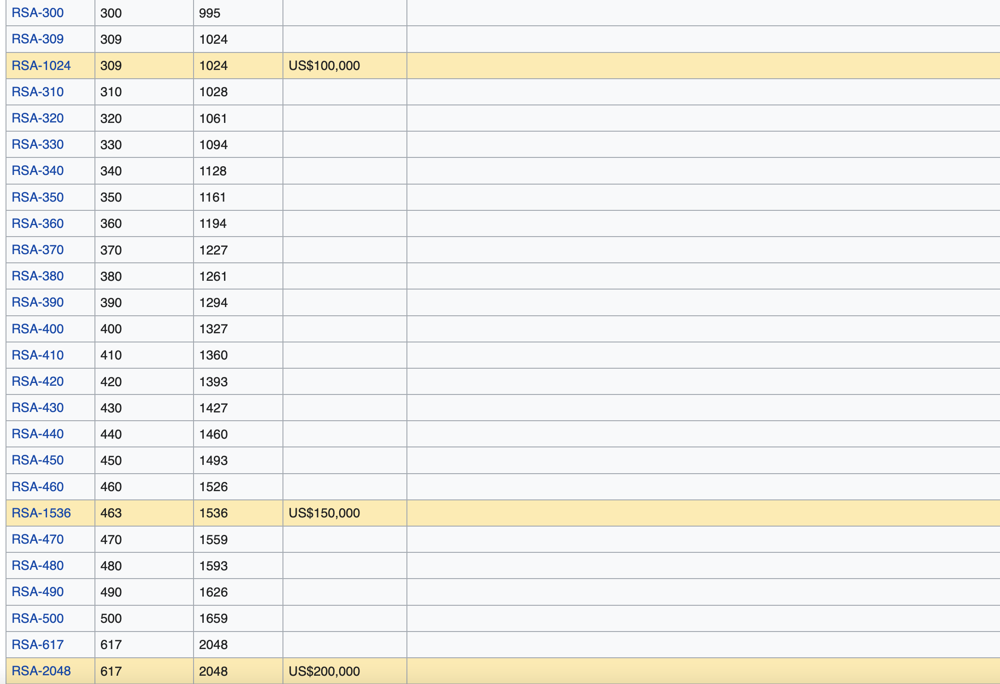 RSA-300 300 995
RSA-309 309 1024
RSA-1024 309 1024 US$100,000
RSA-310 310 1028
RSA-320 320 1061
RSA-330 330 1094
RSA-340 340 1128
RSA-350 350 1161
RSA-360 360 1194
RSA-370 370 1227
RSA-380 380 1261
RSA-390 390 1294
RSA-400 400 1327
RSA-410 410 1360
RSA-420 420 1393
RSA-430 430 1427
RSA-440 440 1460
RSA-450 450 1493
RSA-460 460 1526
RSA-1536 463 1536 US$150,000
RSA-470 470 1559
RSA-480 480 1593
RSA-490 490 1626
RSA-500 500 1659
RSA-617 617 2048
RSA-2048 617 2048 US$200,000